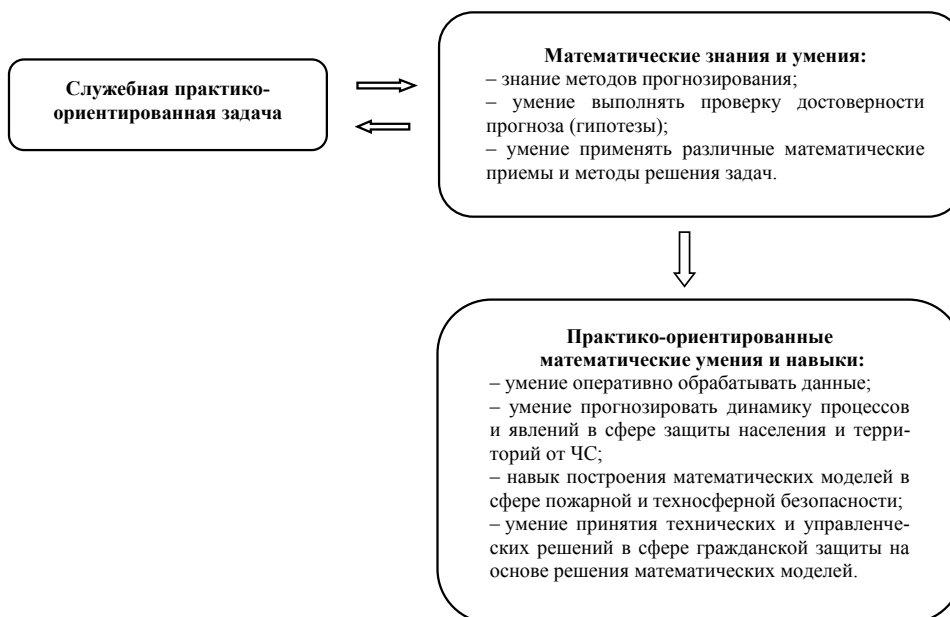 Служебная практико-
ориентированная задача
Математические знания и умения:
– знание методов прогнозирования;
– умение выполнять проверку достоверности
прогноза (гипотезы);
– умение применять различные математические
приемы и методы решения задач.
Практико-ориентированные
математические умения и навыки:
– умение оперативно обрабатывать данные;
– умение прогнозировать динамику процессов
и явлений в сфере защиты населения и терри-
торий от ЧС;
– навык построения математических моделей в
сфере пожарной и техносферной безопасности;
– умение принятия технических и управленче-
ских решений в сфере гражданской защиты на
основе решения математических моделей.